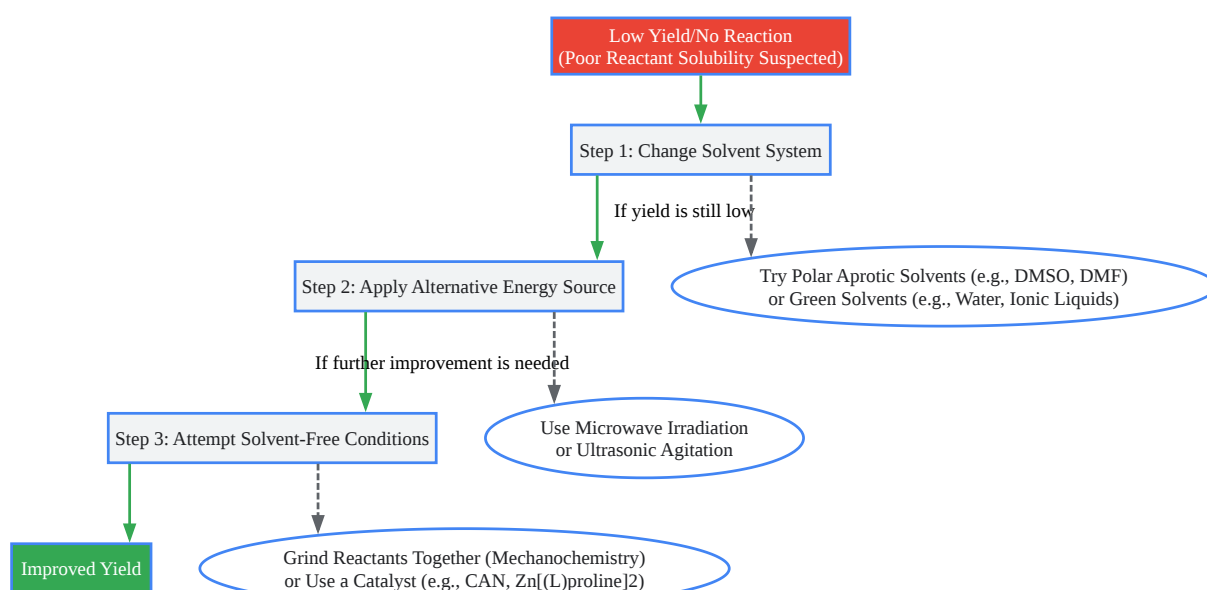 Low Yield/No Reaction
(Poor Reactant Solubility Suspected)
Step 1: Change Solvent System
If yield is still low
Try Polar Aprotic Solvents (e.g., DMSO, DMF)
or Green Solvents (e.g., Water, Ionic Liquids)
Step 2: Apply Alternative Energy Source
If further improvement is needed
Use Microwave Irradiation
or Ultrasonic Agitation
Step 3: Attempt Solvent-Free Conditions
Grind Reactants Together (Mechanochemistry)
or Use a Catalyst (e.g., CAN, Zn[(L)proline]2)
Improved Yield